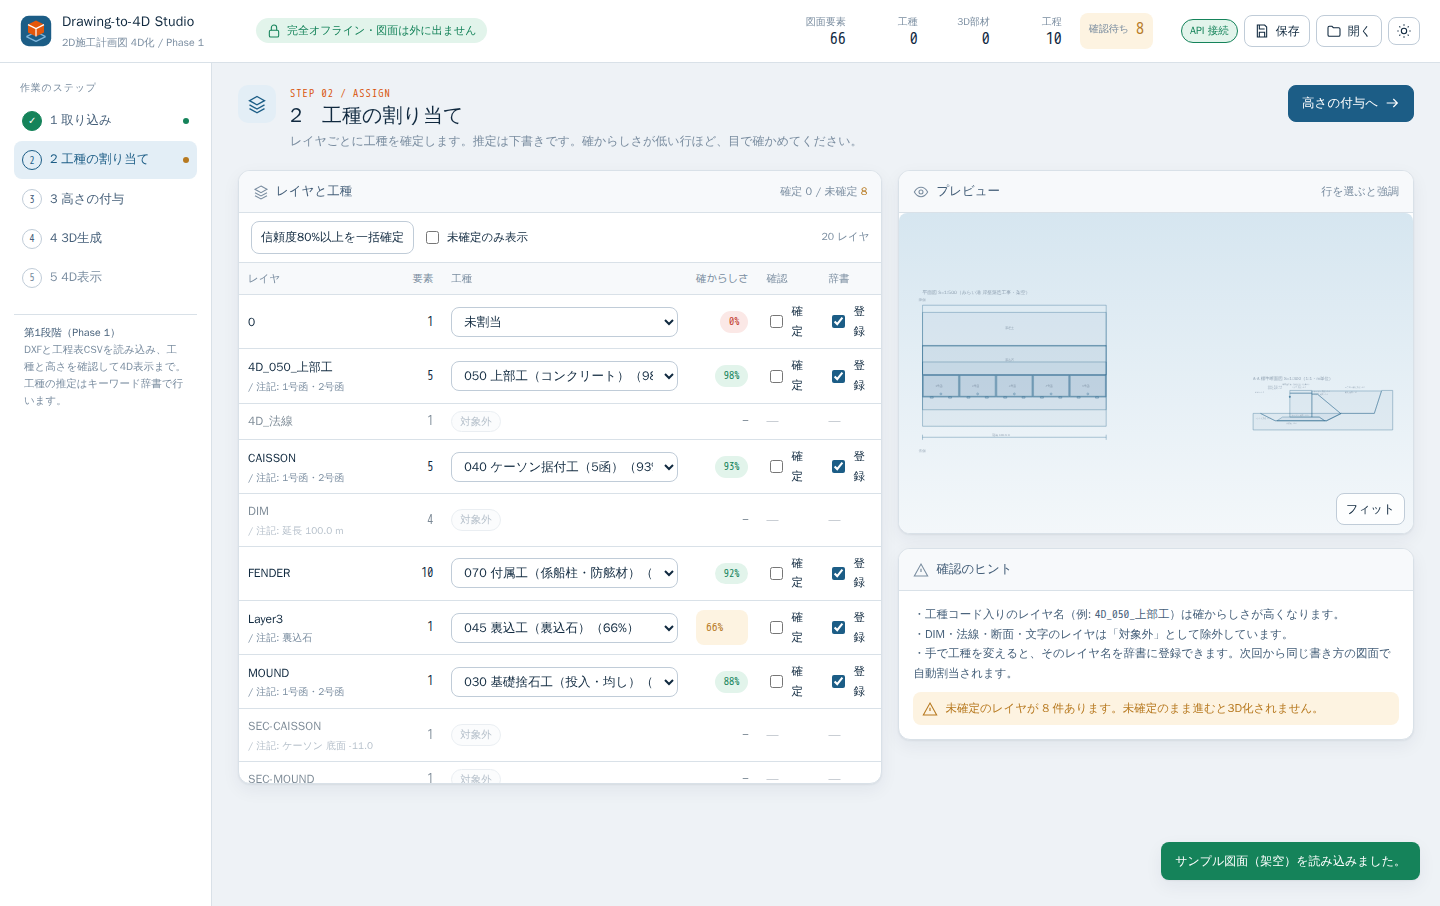 Drawing-to-4D Studio
2D施工計画図 4D化 / Phase 1
完全オフライン・図面は外に出ません
図面要素
66
工種
0
3D部材
0
工程
10
確認待ち 8
API 接続
保存
開く
作業のステップ
✓ 1 取り込み
2 2 工種の割り当て
3 3 高さの付与
4 4 3D生成
5 5 4D表示
第1段階（Phase 1）
DXFと工程表CSVを読み込み、工
種と高さを確認して4D表示まで。
工種の推定はキーワード辞書で行
います。
STEP 02 / ASSIGN
2 工種の割り当て
レイヤごとに工種を確定します。推定は下書きです。確からしさが低い行ほど、目で確かめてください。
高さの付与へ →
レイヤと工種
確定 0 / 未確定 8
信頼度80%以上を一括確定
未確定のみ表示
20 レイヤ
レイヤ 要素 工種 確からしさ 確認 辞書
0 1 未割当 0% 確定 登録
4D_050_上部工 5 050 上部工（コンクリート）（98 98% 確定 登録
/ 注記: 1号函・2号函
4D_法線 1 対象外 – — —
CAISSON 5 040 ケーソン据付工（5函）（93% 93% 確定 登録
/ 注記: 1号函・2号函
DIM 4 対象外 – — —
/ 注記: 延長 100.0 m
FENDER 10 070 付属工（係船柱・防舷材）（ 92% 確定 登録
Layer3 1 045 裏込工（裏込石）（66%） 66% 確定 登録
/ 注記: 裏込石
MOUND 1 030 基礎捨石工（投入・均し）（ 88% 確定 登録
/ 注記: 1号函・2号函
SEC-CAISSON 1 対象外 – — —
/ 注記: ケーソン 底面 -11.0
SEC-MOUND 1 対象外 – — —
プレビュー
行を選ぶと強調
フィット
確認のヒント
・工種コード入りのレイヤ名（例: 4D_050_上部工）は確からしさが高くなります。
・DIM・法線・断面・文字のレイヤは「対象外」として除外しています。
・手で工種を変えると、そのレイヤ名を辞書に登録できます。次回から同じ書き方の図面で
自動割当されます。
未確定のレイヤが 8 件あります。未確定のまま進むと3D化されません。
サンプル図面（架空）を読み込みました。